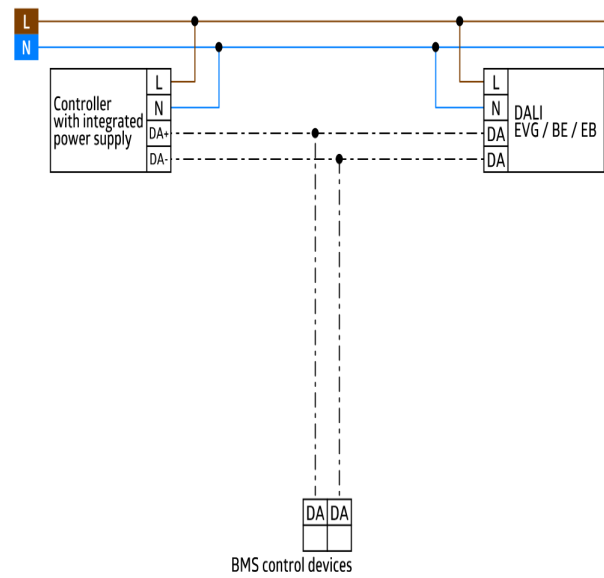 L
N
Controller
with integrated
power supply
L
N
DA+
DA-
L
N
DA
DA
DALI
EVG / BE / EB
DA DA
BMS control devices